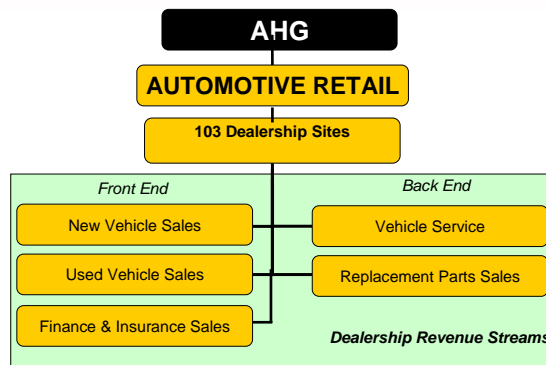 AHG
AUTOMOTIVE RETAIL
103 Dealership Sites
Front End
Back End
New Vehicle Sales
Vehicle Service
Used Vehicle Sales
Replacement Parts Sales
Finance & Insurance Sales
Dealership Revenue Streams